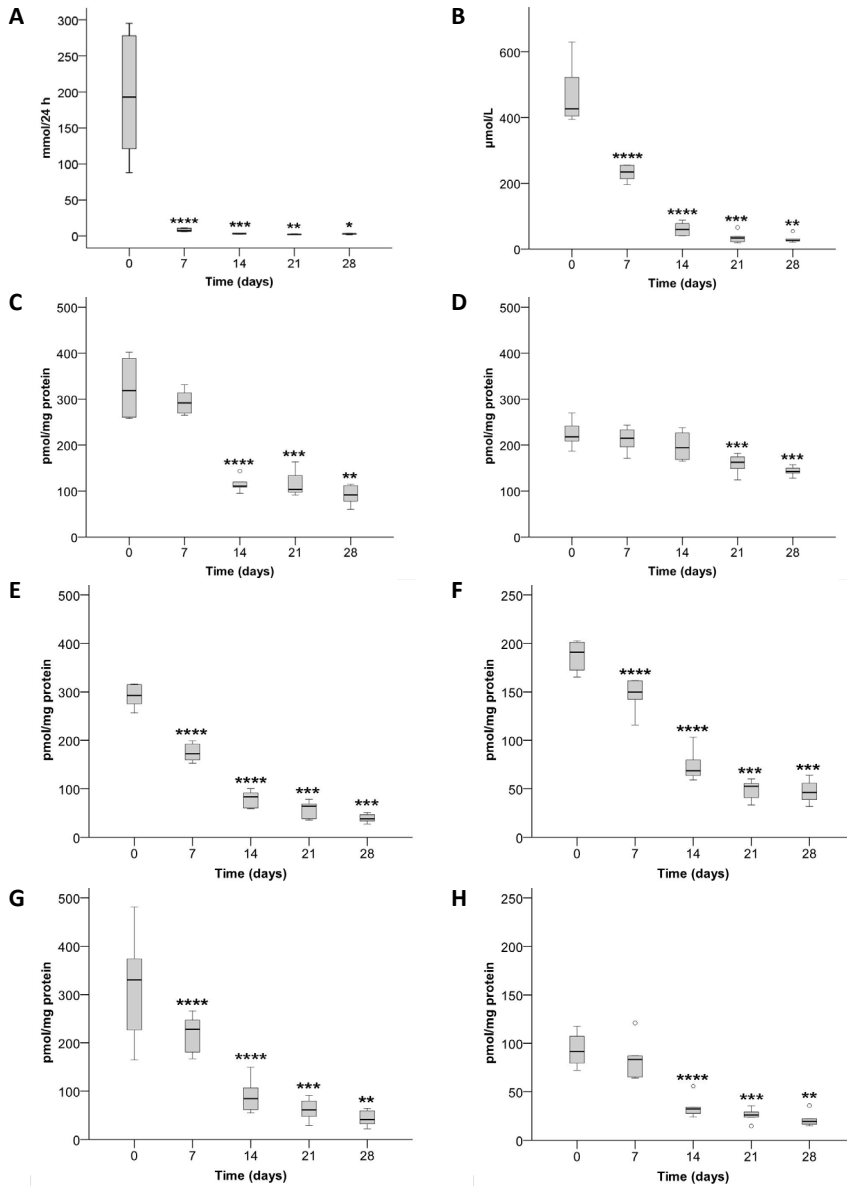 A
300
250
200
150
100
50
0
mmol/24 h
**** *** ** *
0 7 14 21 28
Time (days)
B
600
400
200
0
µmol/L
****
****
***
**
0 7 14 21 28
Time (days)
C
500
400
300
200
100
0
pmol/mg protein
****
***
**
0 7 14 21 28
Time (days)
D
500
400
300
200
100
0
pmol/mg protein
*** ***
0 7 14 21 28
Time (days)
E
500
400
300
200
100
0
pmol/mg protein
****
****
***
***
0 7 14 21 28
Time (days)
F
250
200
150
100
50
0
pmol/mg protein
****
****
*** ***
0 7 14 21 28
Time (days)
G
500
400
300
200
100
0
pmol/mg protein
****
****
***
**
0 7 14 21 28
Time (days)
H
250
200
150
100
50
0
pmol/mg protein
****
***
**
0 7 14 21 28
Time (days)